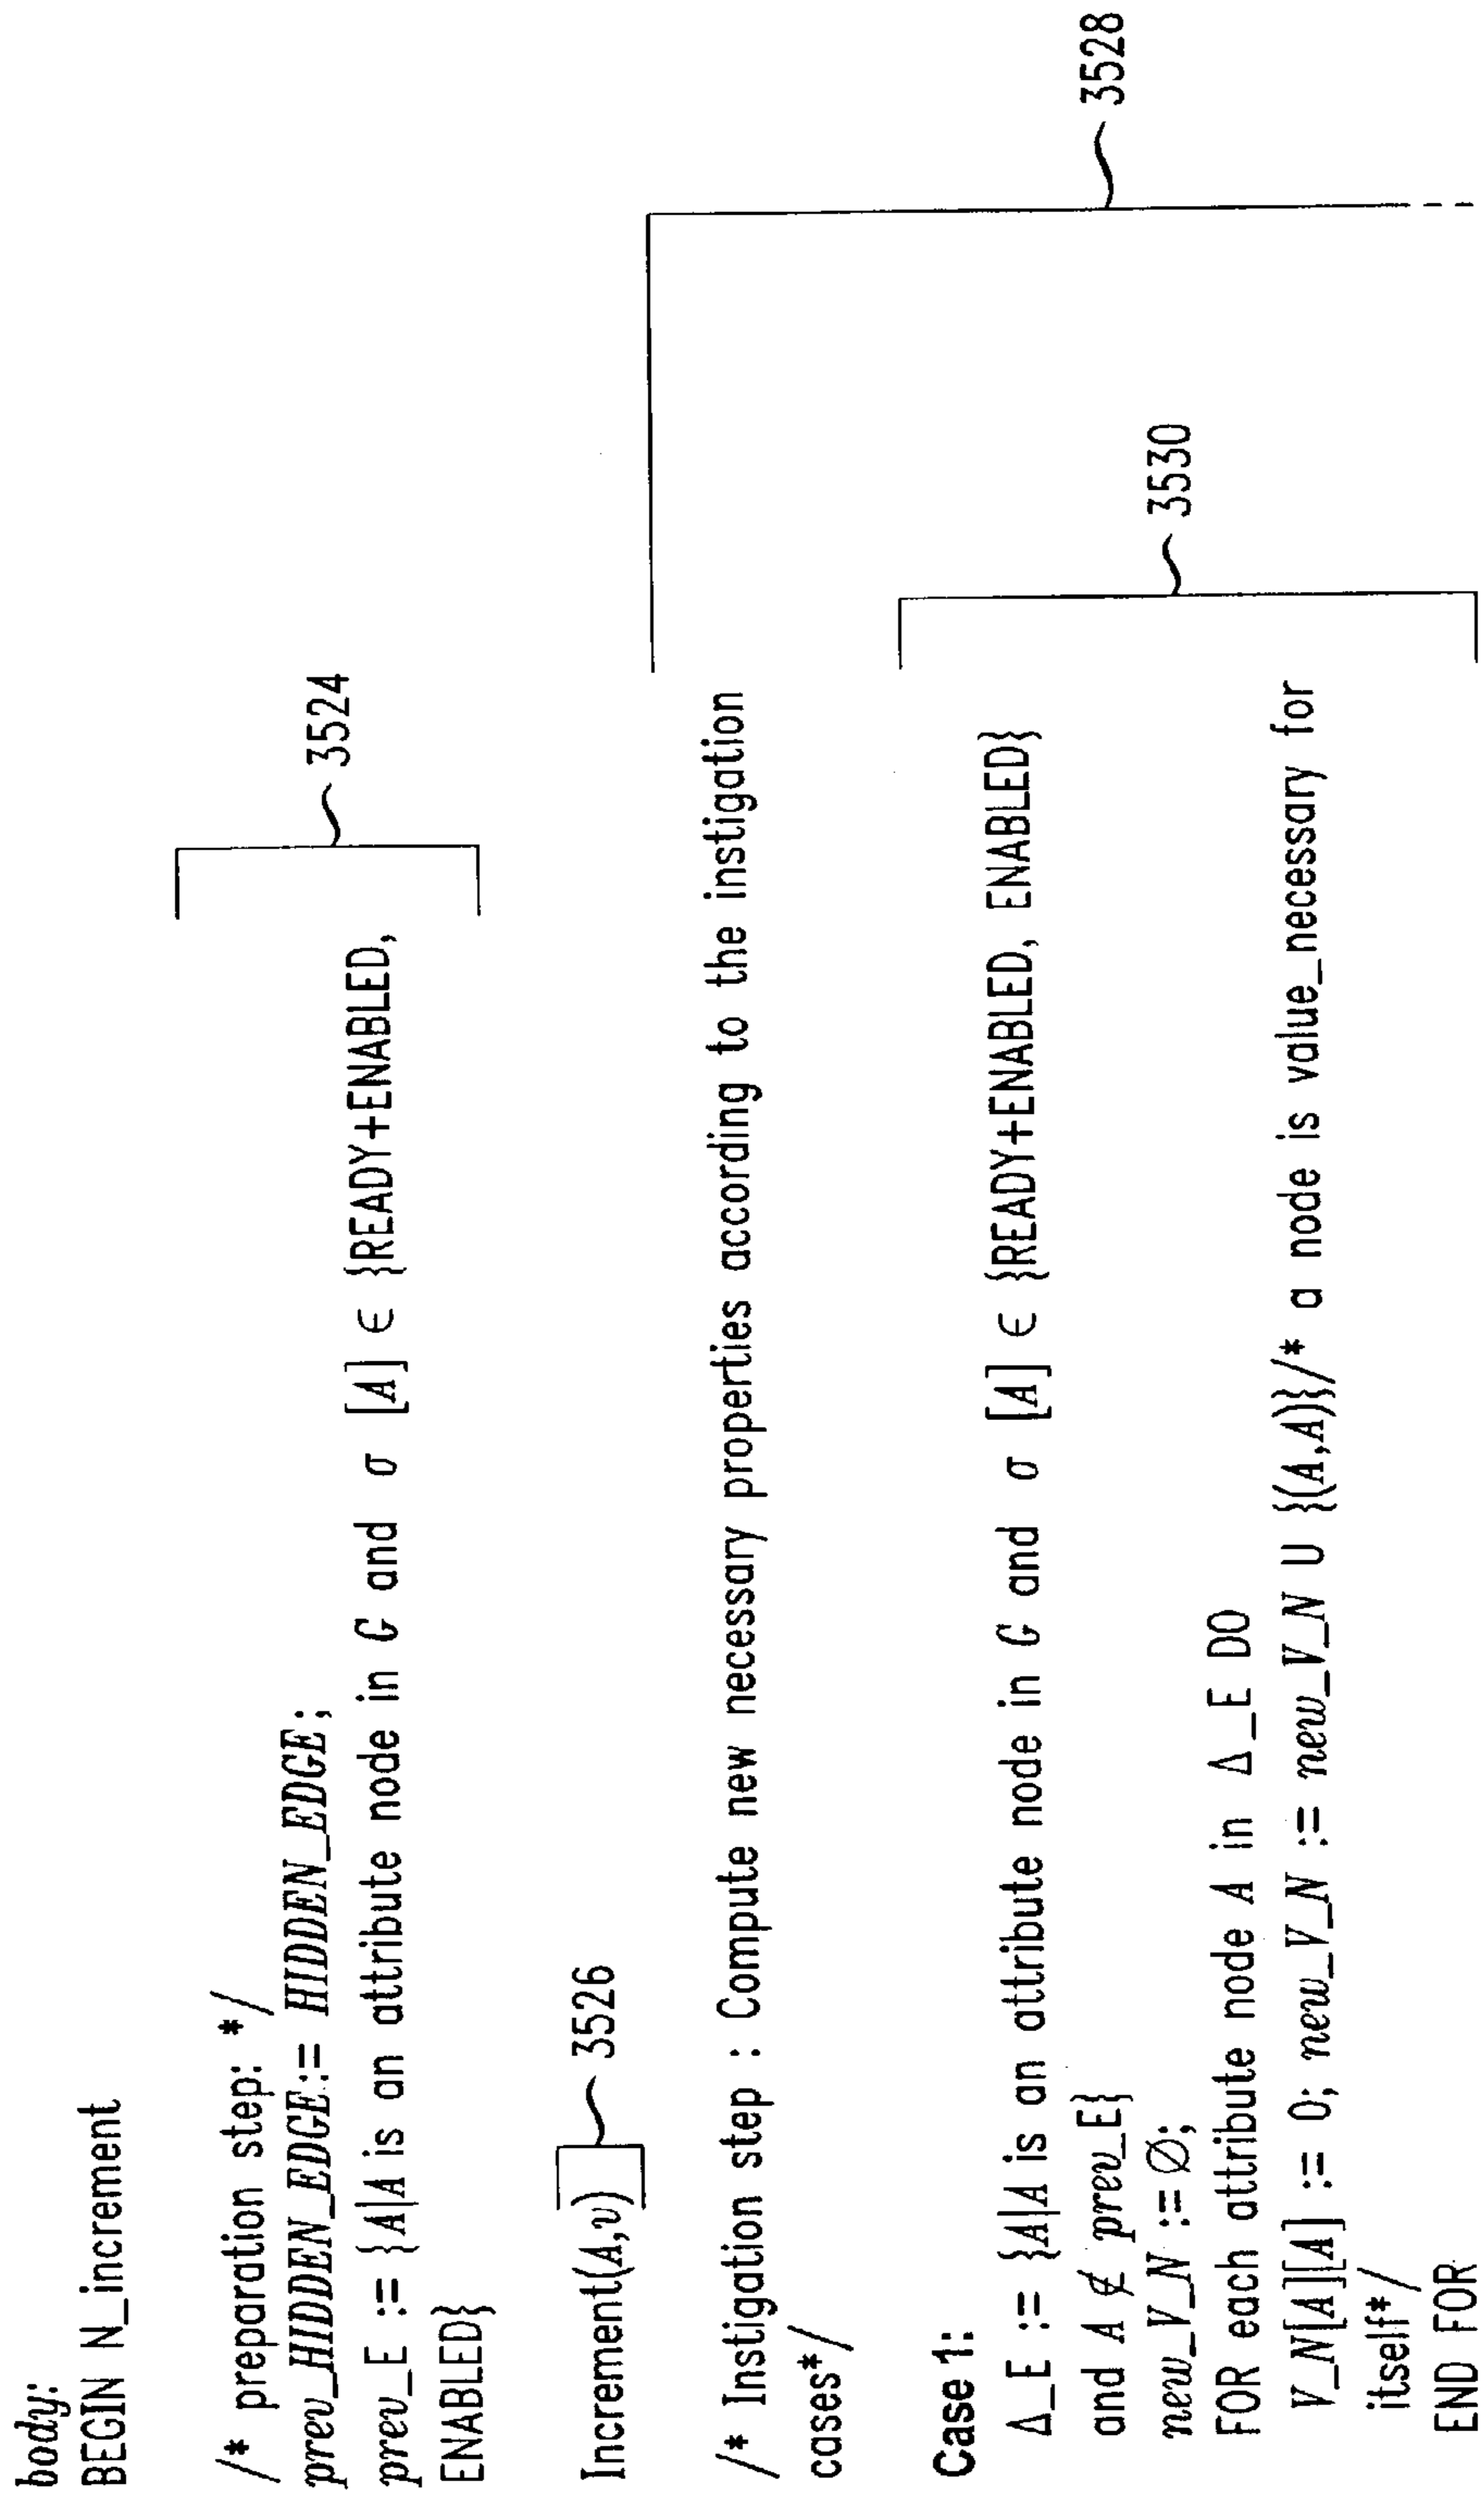 body:
BEGIN N_increment
/* preparation step: */
prev_HIDDEN_EDGE:= HIDDEN_EDGE;
prev_E := {A|A is an attribute node in G and σ [A] ∈ {READY+ENABLED,
ENABLED}
3524
Increment(A,v)
3526
/* Instigation step : Compute new necessary properties according to the instigation
cases*/
3528
Case 1:
Δ_E := {A|A is an attribute node in G and σ [A] ∈ {READY+ENABLED, ENABLED}
and A ∉ prev_E}
new_V_N := ∅;
FOR each attribute node A in Δ_E DO
V_N[A][A] := 0; new_V_N := new_V_N U {(A,A)}/* a node is value_necessary for
itself*/
END FOR
3530